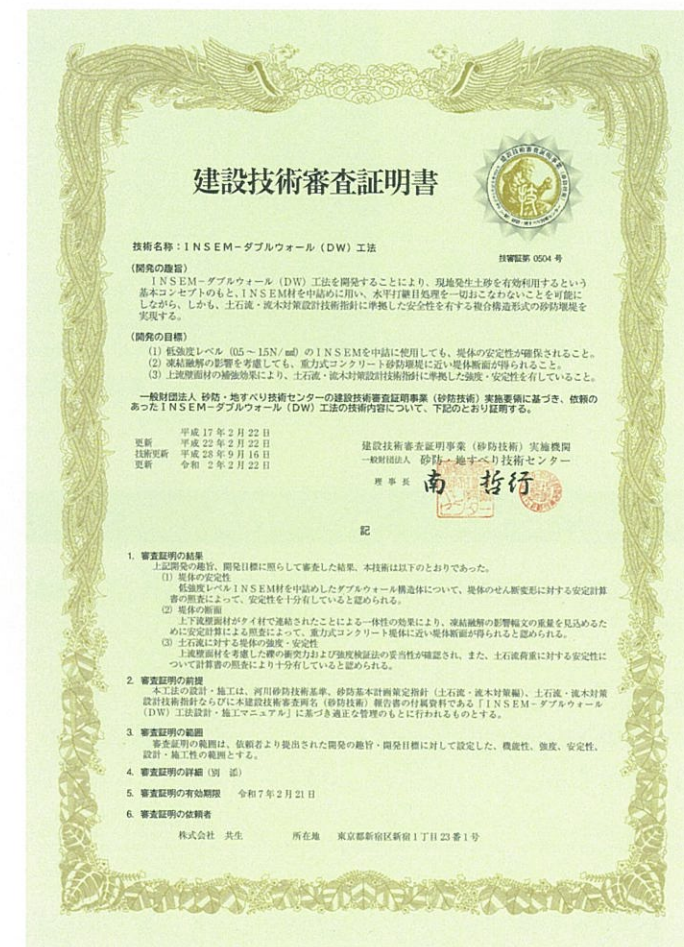 建設技術審査証明書
技術名称：INSEM－ダブルウォール（DW）工法
技審証第 0504 号
（開発の趣旨）
INSEM－ダブルウォール（DW）工法を開発することにより、現地発生土砂を有効利用するという
基本コンセプトのもと、INSEM材を中詰めに用い、水平打継目処理を一切おこなわないことを可能に
しながら、しかも、土石流・流木対策設計技術指針に準拠した安全性を有する複合構造形式の砂防堰堤を
実現する。
（開発の目標）
(1) 低強度レベル（0.5～1.5N/㎟）のINSEMを中詰に使用しても、堤体の安定性が確保されること。
(2) 凍結融解の影響を考慮しても、重力式コンクリート砂防堰堤に近い堤体断面が得られること。
(3) 上流壁面材の補強効果により、土石流・流木対策設計技術指針に準拠した強度・安定性を有していること。
一般財団法人 砂防・地すべり技術センターの建設技術審査証明事業（砂防技術）実施要領に基づき、依頼の
あったINSEM－ダブルウォール（DW）工法の技術内容について、下記のとおり証明する。
平成 17 年 2 月 22 日
更新 平成 22 年 2 月 22 日
技術更新 平成 28 年 9 月 16 日
更新 令和 2 年 2 月 22 日
建設技術審査証明事業（砂防技術）実施機関
一般財団法人 砂防・地すべり技術センター
理事長 南 哲行
記
1. 審査証明の結果
上記開発の趣旨、開発目標に照らして審査した結果、本技術は以下のとおりであった。
(1) 堤体の安定性
低強度レベルINSEM材を中詰めしたダブルウォール構造体について、堤体のせん断変形に対する安定計算
書の照査によって、安定性を十分有していると認められる。
(2) 堤体の断面
上下流壁面材がタイ材で連結されたことによる一体性の効果により、凍結融解の影響幅文の重量を見込めるた
めに安定計算による照査によって、重力式コンクリート堤体に近い堤体断面が得られると認められる。
(3) 土石流に対する堤体の強度・安定性
上流壁面材を考慮した礫の衝突力および強度検証法の妥当性が確認され、また、土石流荷重に対する安定性に
ついて計算書の照査により十分有していると認められる。
2. 審査証明の前提
本工法の設計・施工は、河川砂防技術基準、砂防基本計画策定指針（土石流・流木対策編）、土石流・流木対策
設計技術指針ならびに本建設技術審査両名（砂防技術）報告書の付属資料である「INSEM－ダブルウォール
（DW）工法設計・施工マニュアル」に基づき適正な管理のもとに行われるものとする。
3. 審査証明の範囲
審査証明の範囲は、依頼者より提出された開発の趣旨・開発目標に対して設定した、機能性、強度、安定性、
設計・施工性の範囲とする。
4. 審査証明の詳細（別 添）
5. 審査証明の有効期限 令和 7 年 2 月 21 日
6. 審査証明の依頼者
株式会社 共生 所在地 東京都新宿区新宿 1 丁目 23 番 1 号